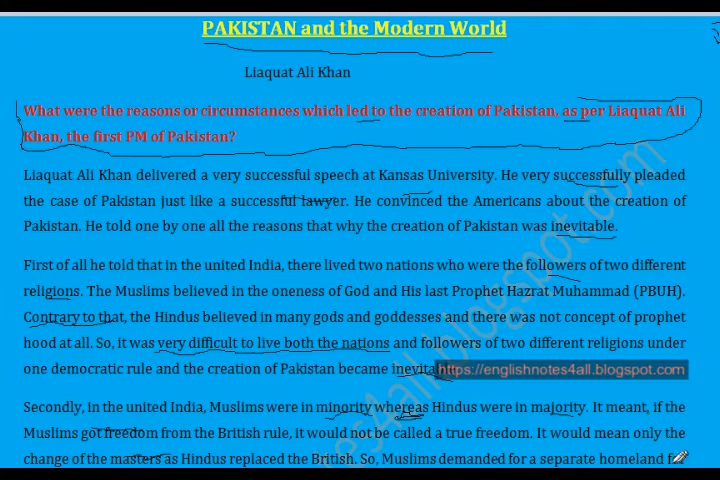 PAKISTAN and the Modern World
Liaquat Ali Khan
What were the reasons or circumstances which led to the creation of Pakistan, as per Liaquat Ali
Khan, the first PM of Pakistan?
Liaquat Ali Khan delivered a very successful speech at Kansas University. He very successfully pleaded
the case of Pakistan just like a successful lawyer. He convinced the Americans about the creation of
Pakistan. He told one by one all the reasons that why the creation of Pakistan was inevitable.
First of all he told that in the united India, there lived two nations who were the followers of two different
religions. The Muslims believed in the oneness of God and His last Prophet Hazrat Muhammad (PBUH).
Contrary to that, the Hindus believed in many gods and goddesses and there was not concept of prophet
hood at all. So, it was very difficult to live both the nations and followers of two different religions under
one democratic rule and the creation of Pakistan became
https://englishnotes4all.blogspot.com
Secondly, in the united India, Muslims were in minority whereas Hindus were in majority. It meant, if the
Muslims got freedom from the British rule, it would not be called a true freedom. It would mean only the
change of the masters as Hindus replaced the British. So, Muslims demanded for a separate homeland